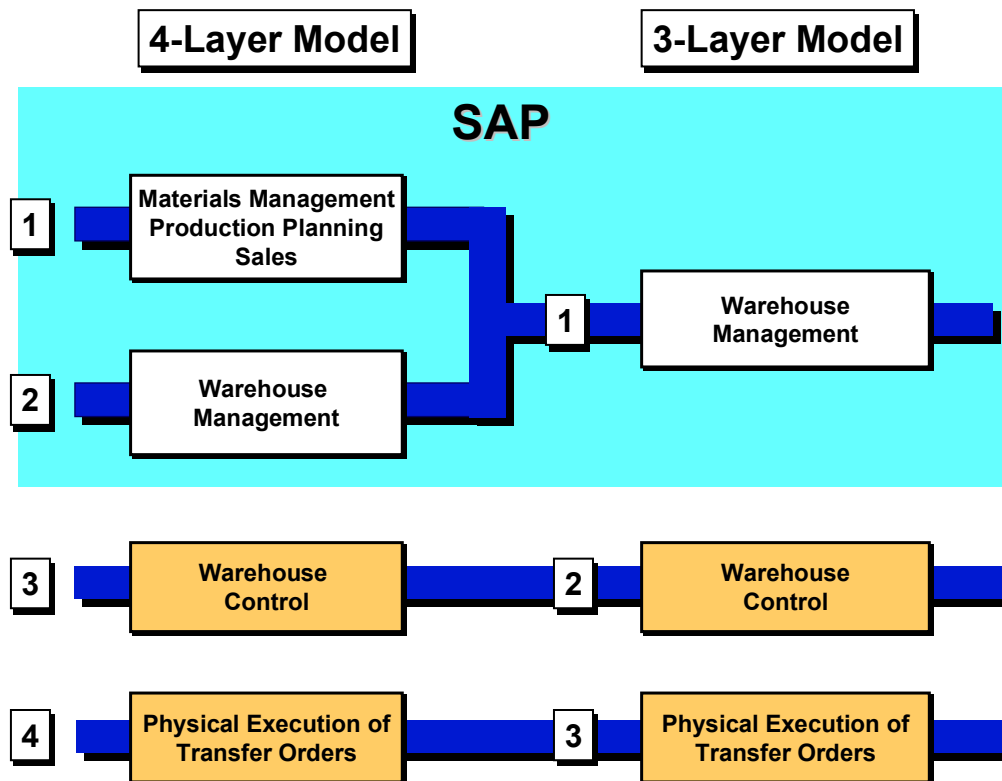 4-Layer Model
3-Layer Model
SAP
1
Materials Management
Production Planning
Sales
1
Warehouse
Management
2
Warehouse
Management
3
Warehouse
Control
2
Warehouse
Control
4
Physical Execution of
Transfer Orders
3
Physical Execution of
Transfer Orders